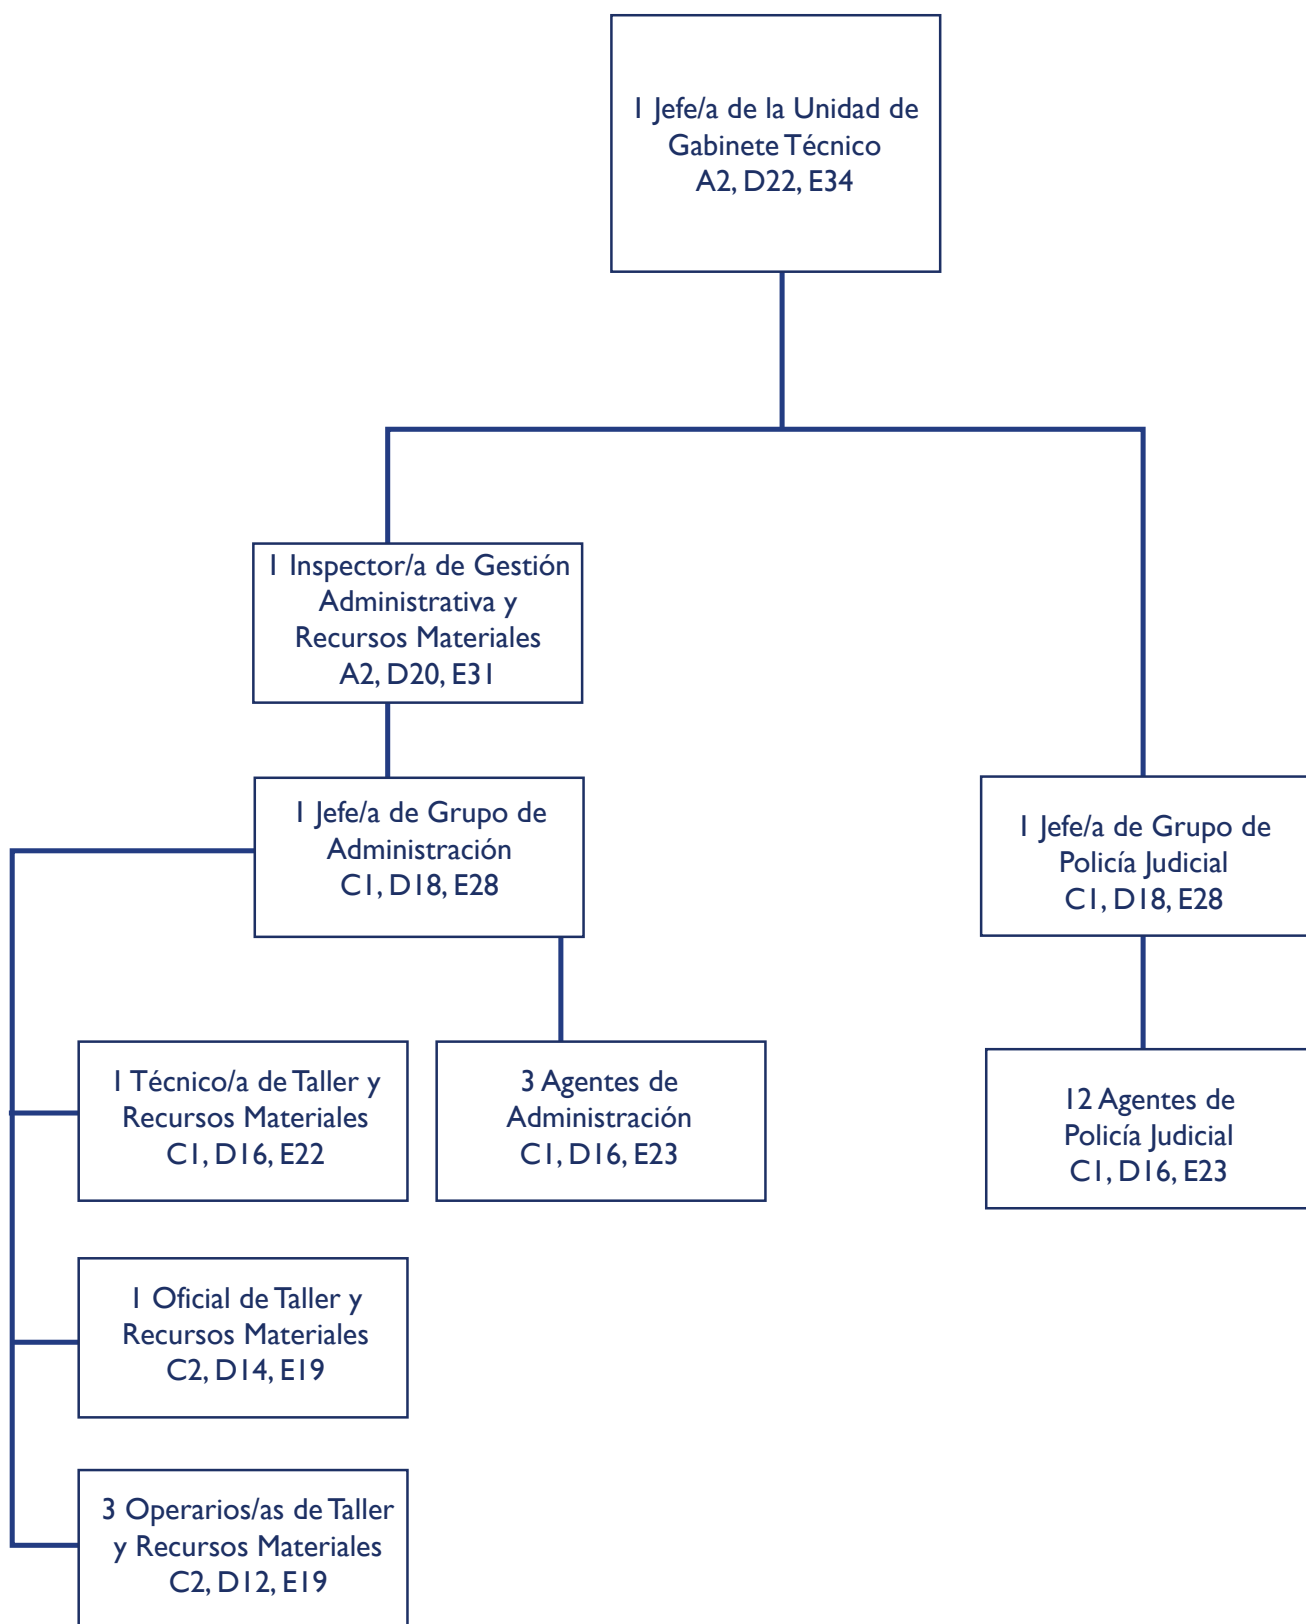 1 Jefe/a de la Unidad de
Gabinete Técnico
A2, D22, E34
1 Inspector/a de Gestión
Administrativa y
Recursos Materiales
A2, D20, E31
1 Jefe/a de Grupo de
Administración
C1, D18, E28
1 Jefe/a de Grupo de
Policía Judicial
C1, D18, E28
1 Técnico/a de Taller y
Recursos Materiales
C1, D16, E22
3 Agentes de
Administración
C1, D16, E23
12 Agentes de
Policía Judicial
C1, D16, E23
1 Oficial de Taller y
Recursos Materiales
C2, D14, E19
3 Operarios/as de Taller
y Recursos Materiales
C2, D12, E19